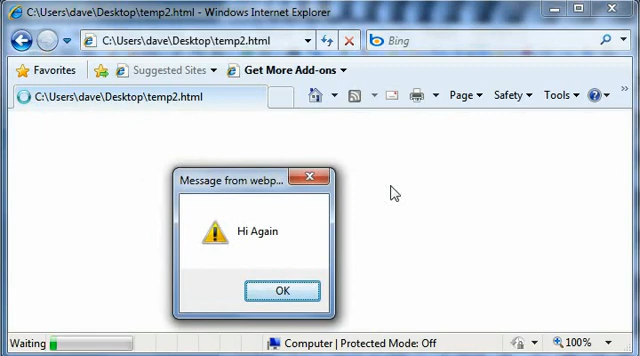 C:\Users\dave\Desktop\temp2.html - Windows Internet Explorer
C:\Users\dave\Desktop\temp2.html
Bing
Favorites Suggested Sites Get More Add-ons
C:\Users\dave\Desktop\temp2.html Page Safety Tools
Message from webp...
Hi Again
OK
Waiting Computer | Protected Mode: Off 100%